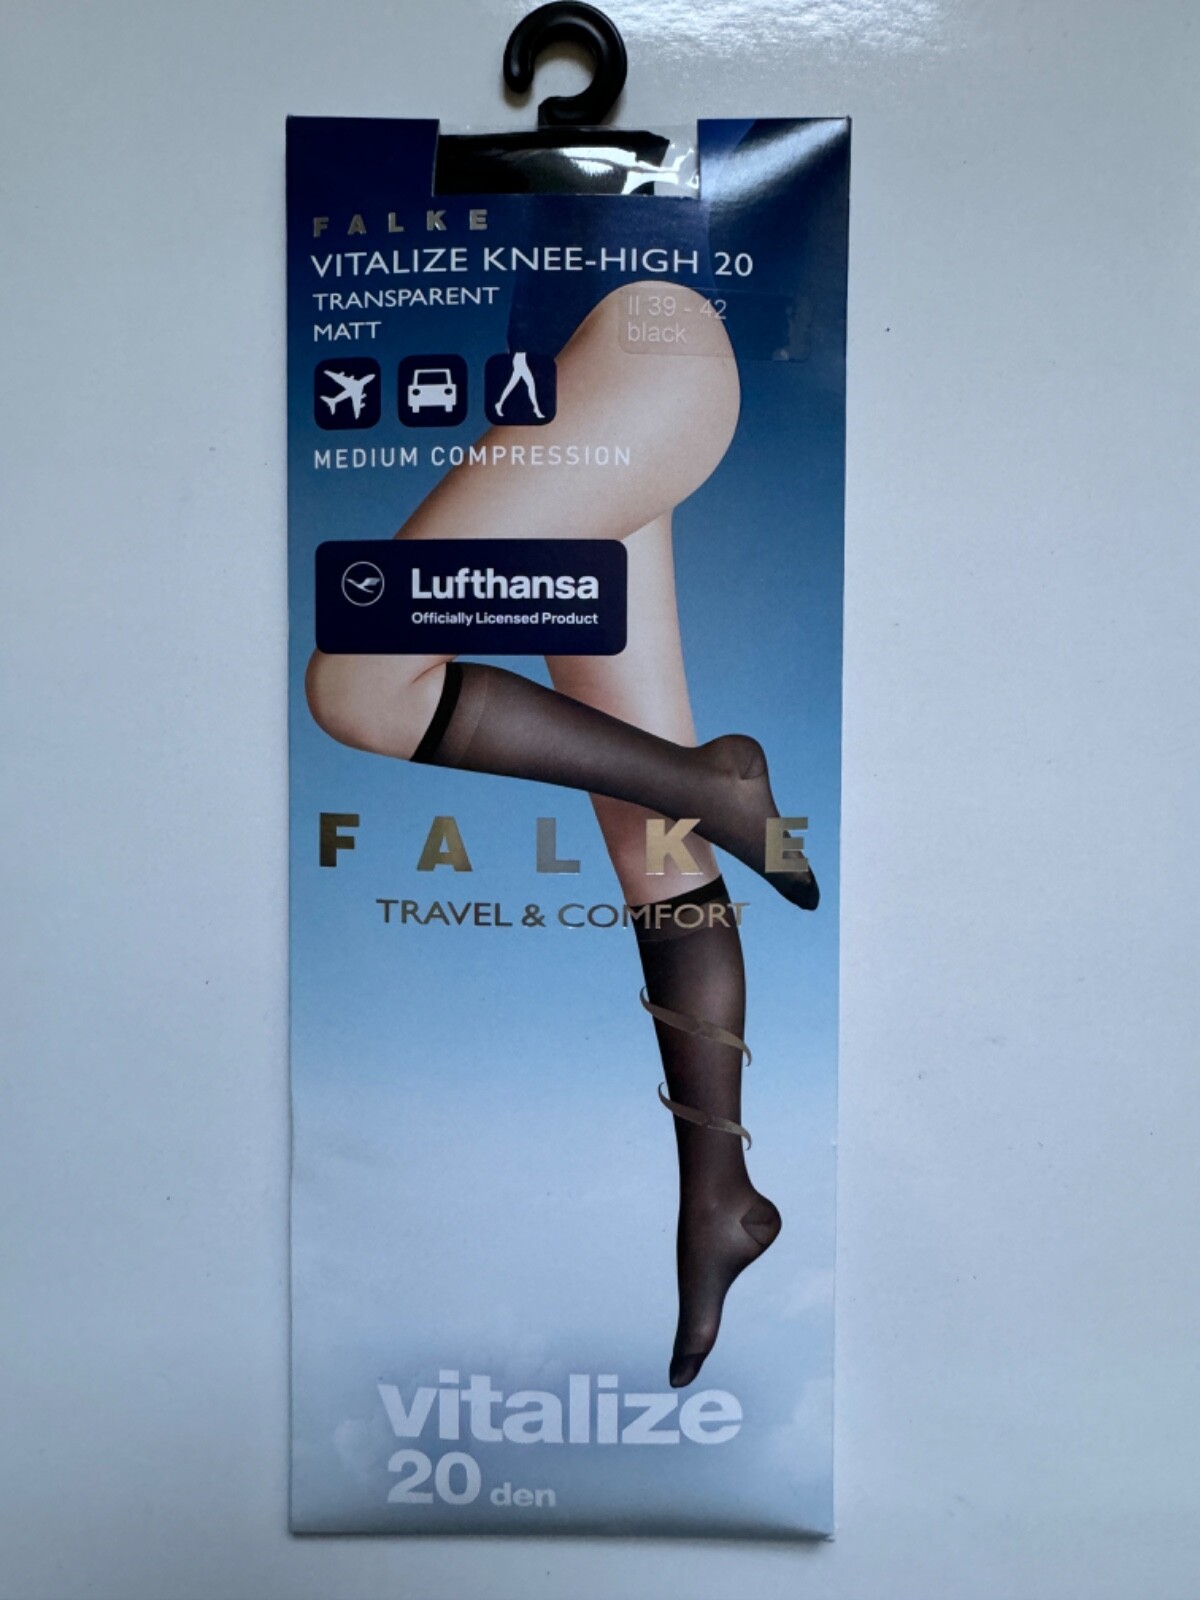 FALKE
VITALIZE KNEE-HIGH 20
TRANSPARENT
MATT
II 39 - 42
black
MEDIUM COMPRESSION
Lufthansa
Officially Licensed Product
FALKE
TRAVEL & COMFORT
vitalize
20 den